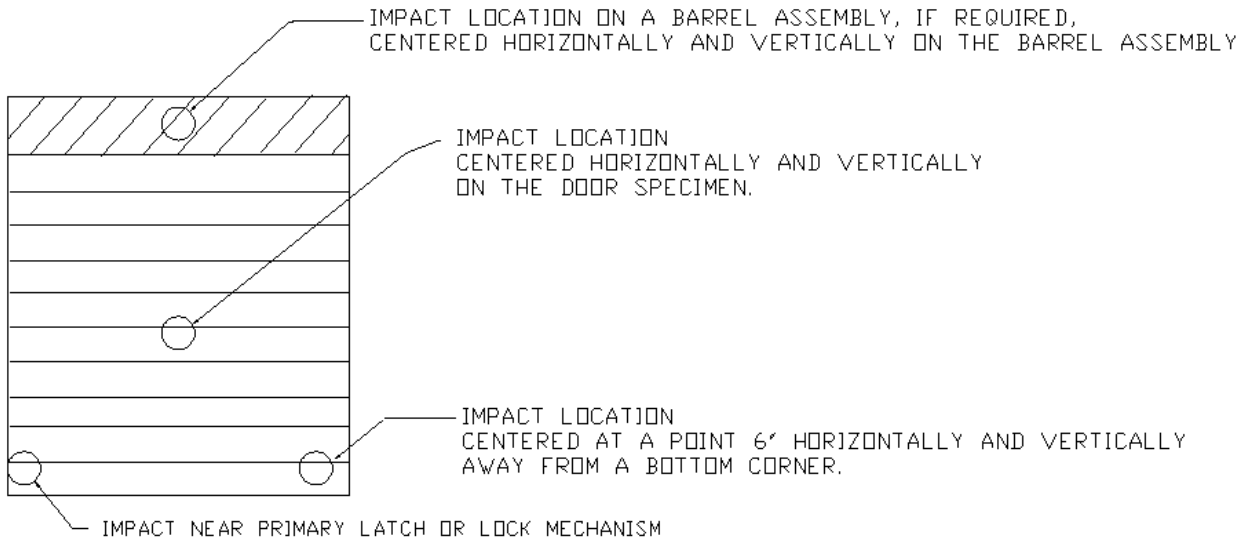 IMPACT LOCATION ON A BARREL ASSEMBLY, IF REQUIRED,
CENTERED HORIZONTALLY AND VERTICALLY ON THE BARREL ASSEMBLY
IMPACT LOCATION
CENTERED HORIZONTALLY AND VERTICALLY
ON THE DOOR SPECIMEN.
IMPACT LOCATION
CENTERED AT A POINT 6' HORIZONTALLY AND VERTICALLY
AWAY FROM A BOTTOM CORNER.
IMPACT NEAR PRIMARY LATCH OR LOCK MECHANISM